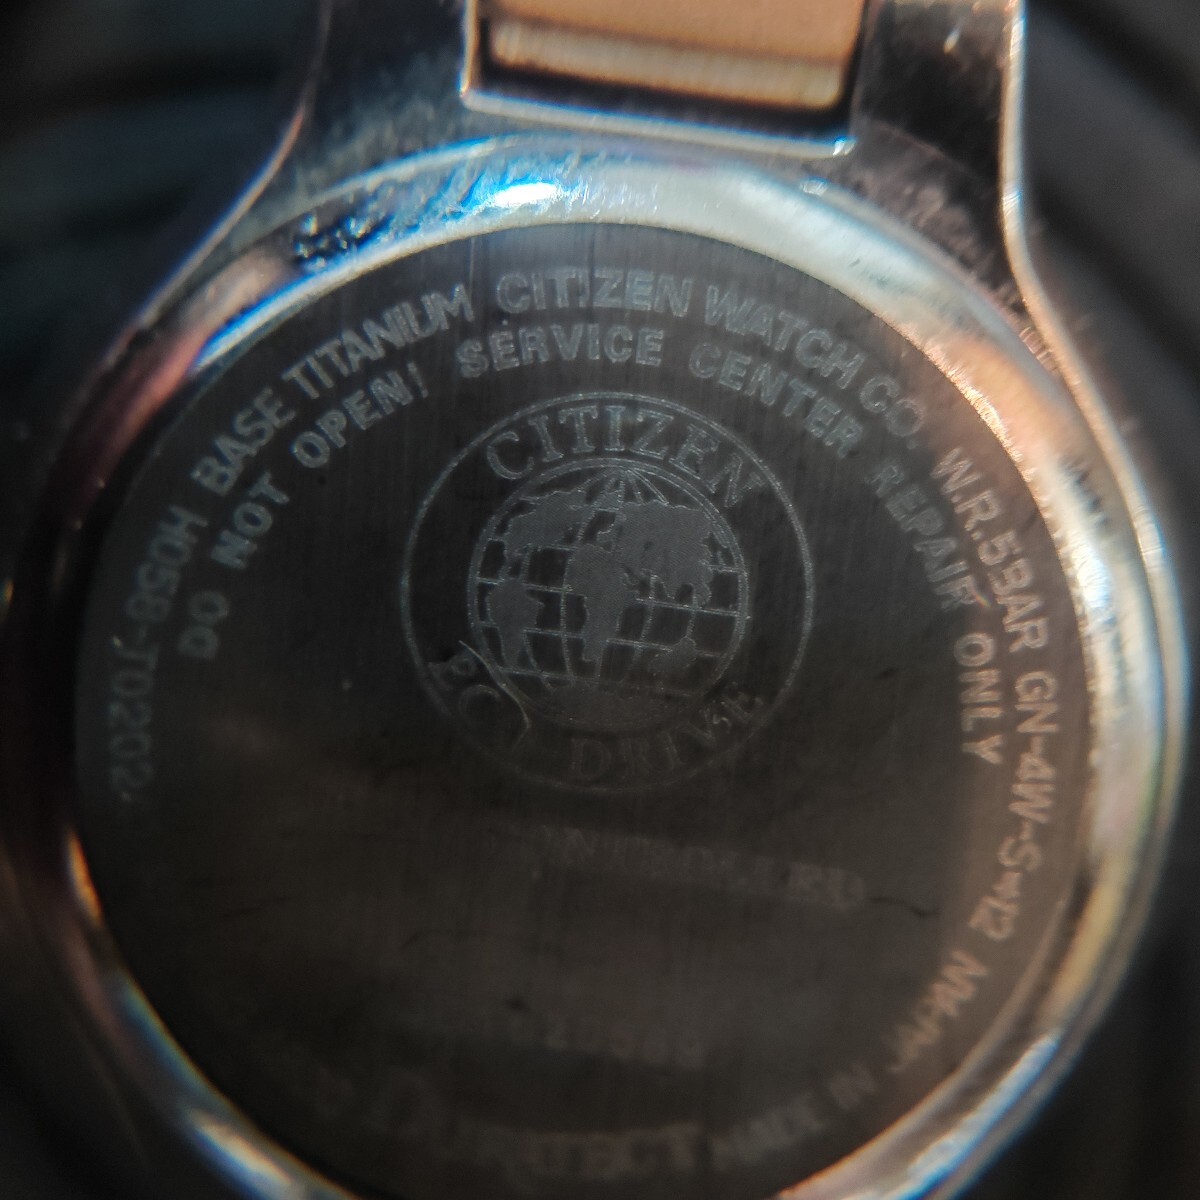 H058-T0202
BASE TITANIUM CITIZEN WATCH CO. W.R.5BAR GN-4W-S-12
DO NOT OPEN! SERVICE CENTER REPAIR ONLY
CITIZEN
ECO DRIVE
MADE IN JAPAN